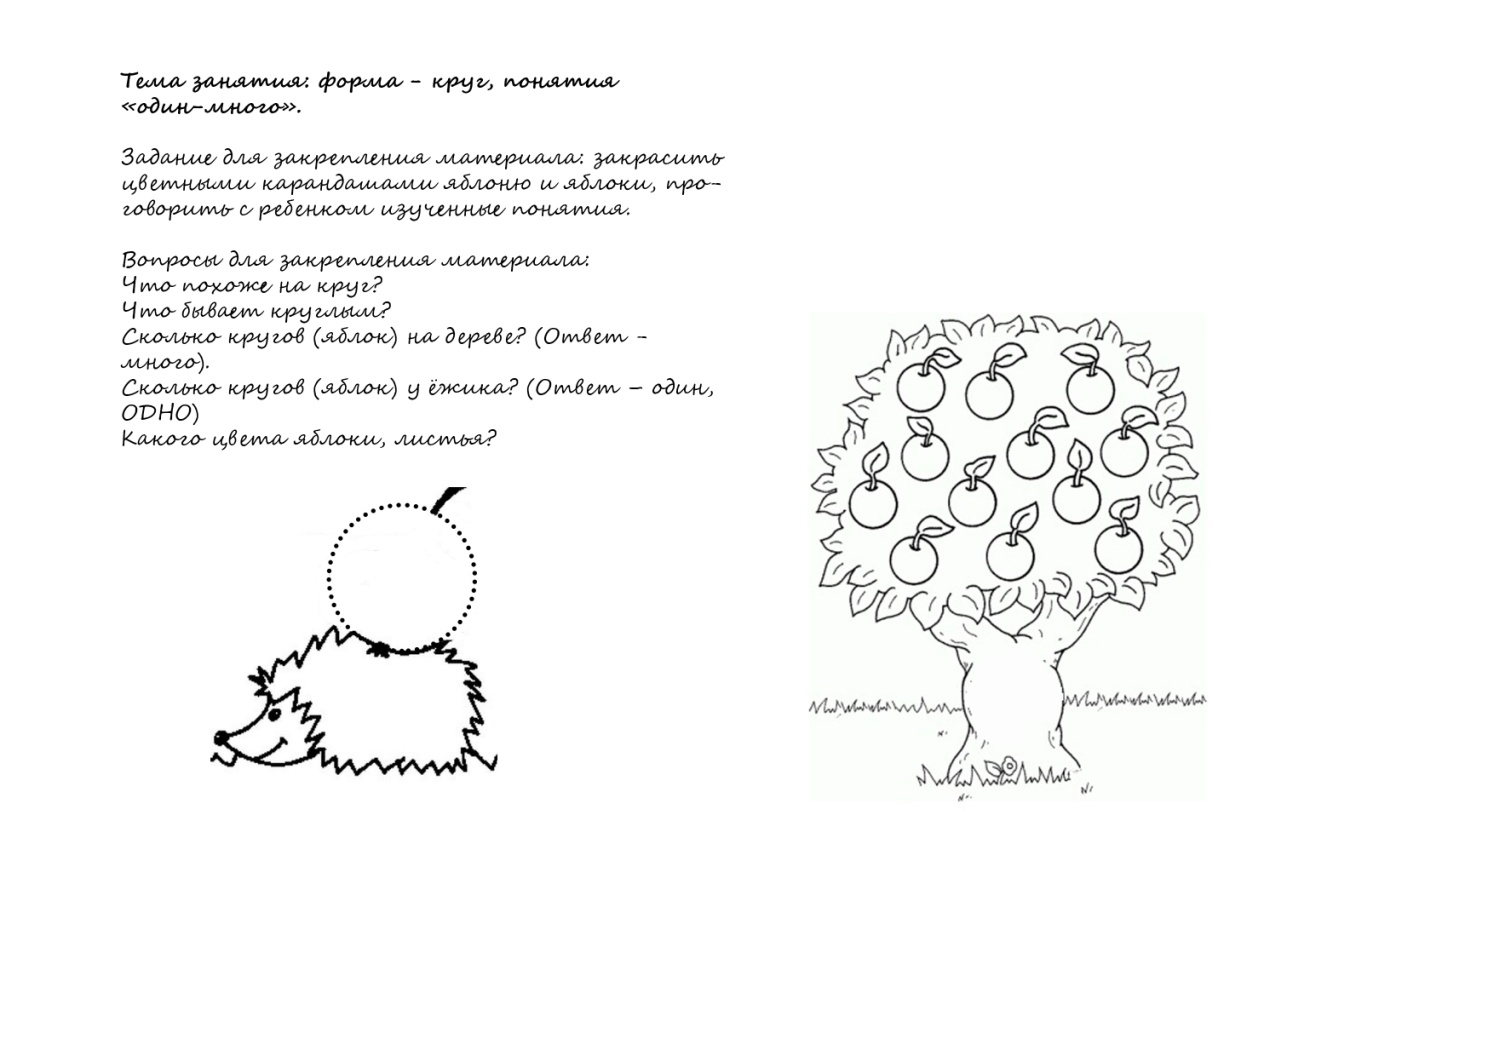 Тема занятия: форма – круг, понятия
«один-много».
Задание для закрепления материала: закрасить
цветными карандашами яблоню и яблоки, про-
говорить с ребенком изученные понятия.
Вопросы для закрепления материала:
Что похоже на круг?
Что бывает круглым?
Сколько кругов (яблок) на дереве? (Ответ –
много).
Сколько кругов (яблок) у ёжика? (Ответ – один,
ОДНО)
Какого цвета яблоки, листья?